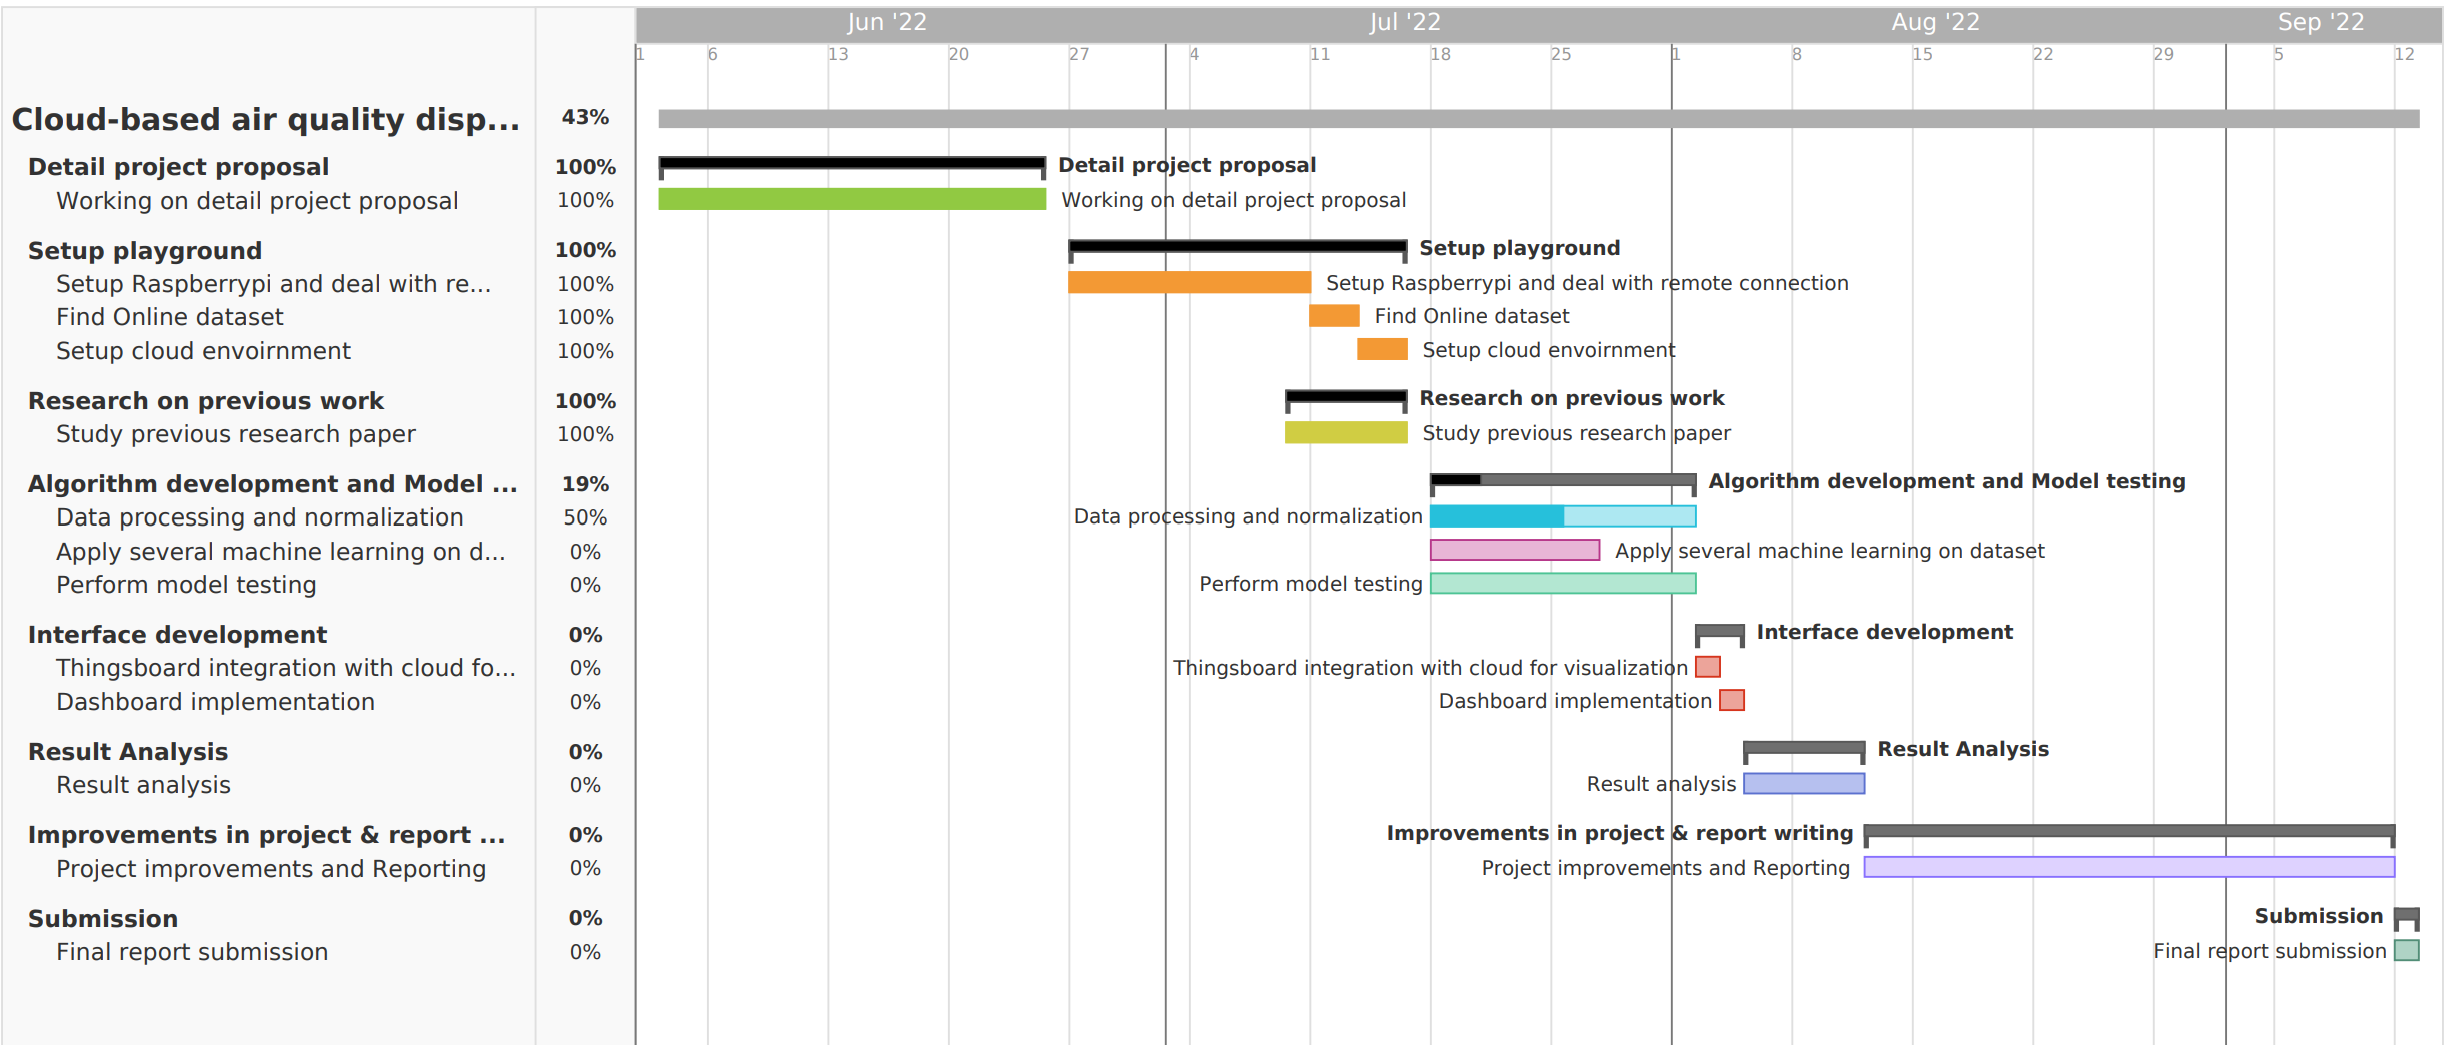 Jun '22 Jul '22 Aug '22 Sep '22
1 6 13 20 27 4 11 18 25 1 8 15 22 29 5 12
Cloud-based air quality disp... 43%
Detail project proposal 100% Detail project proposal
Working on detail project proposal 100% Working on detail project proposal
Setup playground 100% Setup playground
Setup Raspberrypi and deal with re... 100% Setup Raspberrypi and deal with remote connection
Find Online dataset 100% Find Online dataset
Setup cloud envoirnment 100% Setup cloud envoirnment
Research on previous work 100% Research on previous work
Study previous research paper 100% Study previous research paper
Algorithm development and Model ... 19% Algorithm development and Model testing
Data processing and normalization 50% Data processing and normalization
Apply several machine learning on d... 0% Apply several machine learning on dataset
Perform model testing 0% Perform model testing
Interface development 0% Interface development
Thingsboard integration with cloud fo... 0% Thingsboard integration with cloud for visualization
Dashboard implementation 0% Dashboard implementation
Result Analysis 0% Result Analysis
Result analysis 0% Result analysis
Improvements in project & report ... 0% Improvements in project & report writing
Project improvements and Reporting 0% Project improvements and Reporting
Submission 0% Submission
Final report submission 0% Final report submission